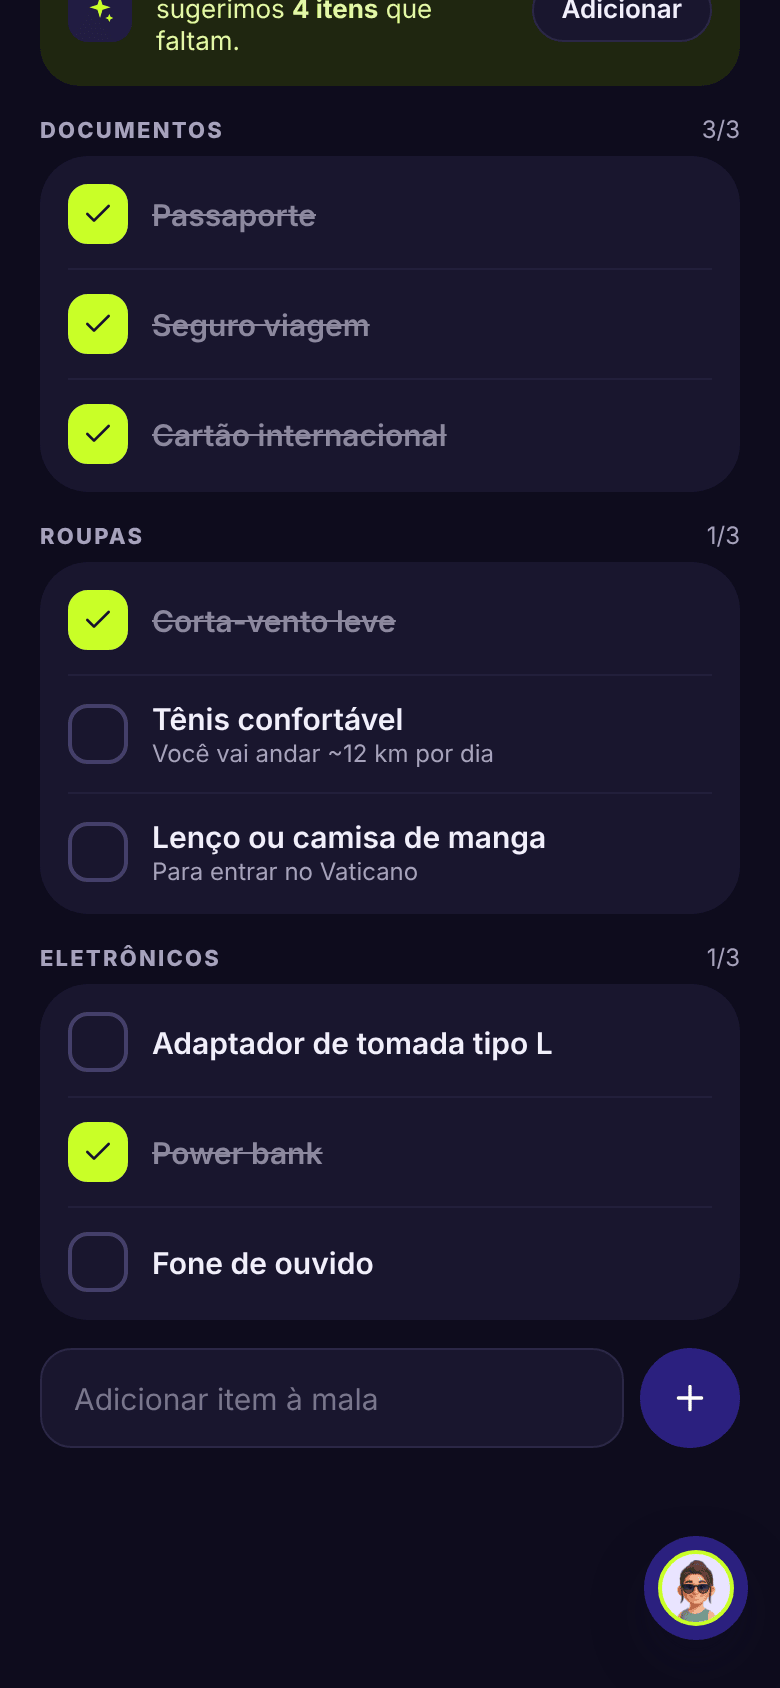 sugerimos 4 itens que
faltam.
Adicionar
DOCUMENTOS 3/3
Passaporte
Seguro viagem
Cartão internacional
ROUPAS 1/3
Corta-vento leve
Tênis confortável
Você vai andar ~12 km por dia
Lenço ou camisa de manga
Para entrar no Vaticano
ELETRÔNICOS 1/3
Adaptador de tomada tipo L
Power bank
Fone de ouvido
Adicionar item à mala